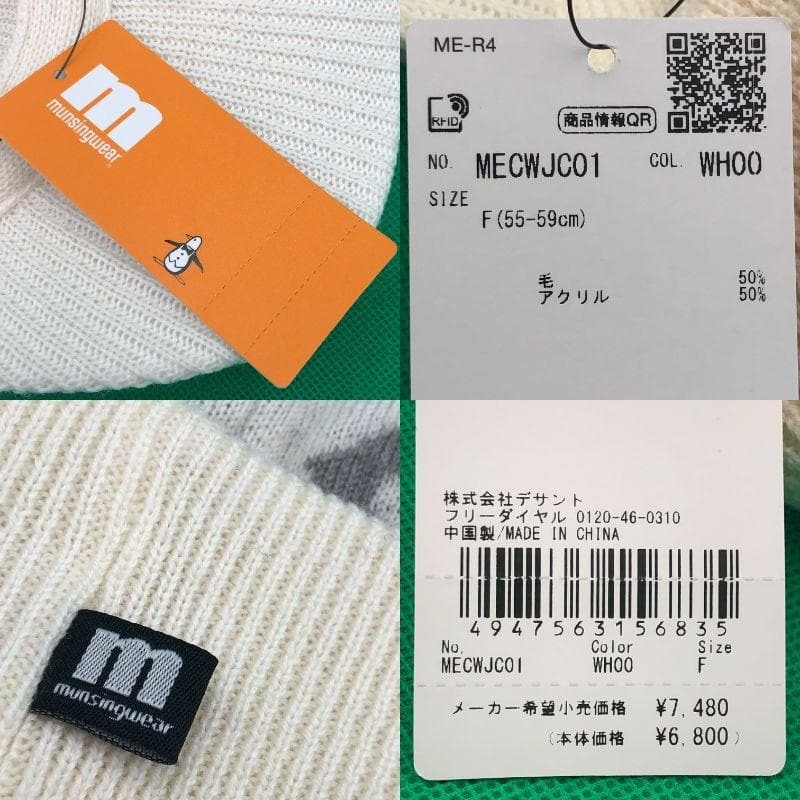 m
munsingwear®
ME-R4
RFID
商品情報QR
NO. MECWJC01 COL. WH00
SIZE
F(55-59cm)
毛 50%
アクリル 50%
m
munsingwear
株式会社デサント
フリーダイヤル 0120-46-0310
中国製/MADE IN CHINA
4947563156835
No. Color Size
MECWJC01 WH00 F
メーカー希望小売価格 ¥7,480
(本体価格 ¥6,800)